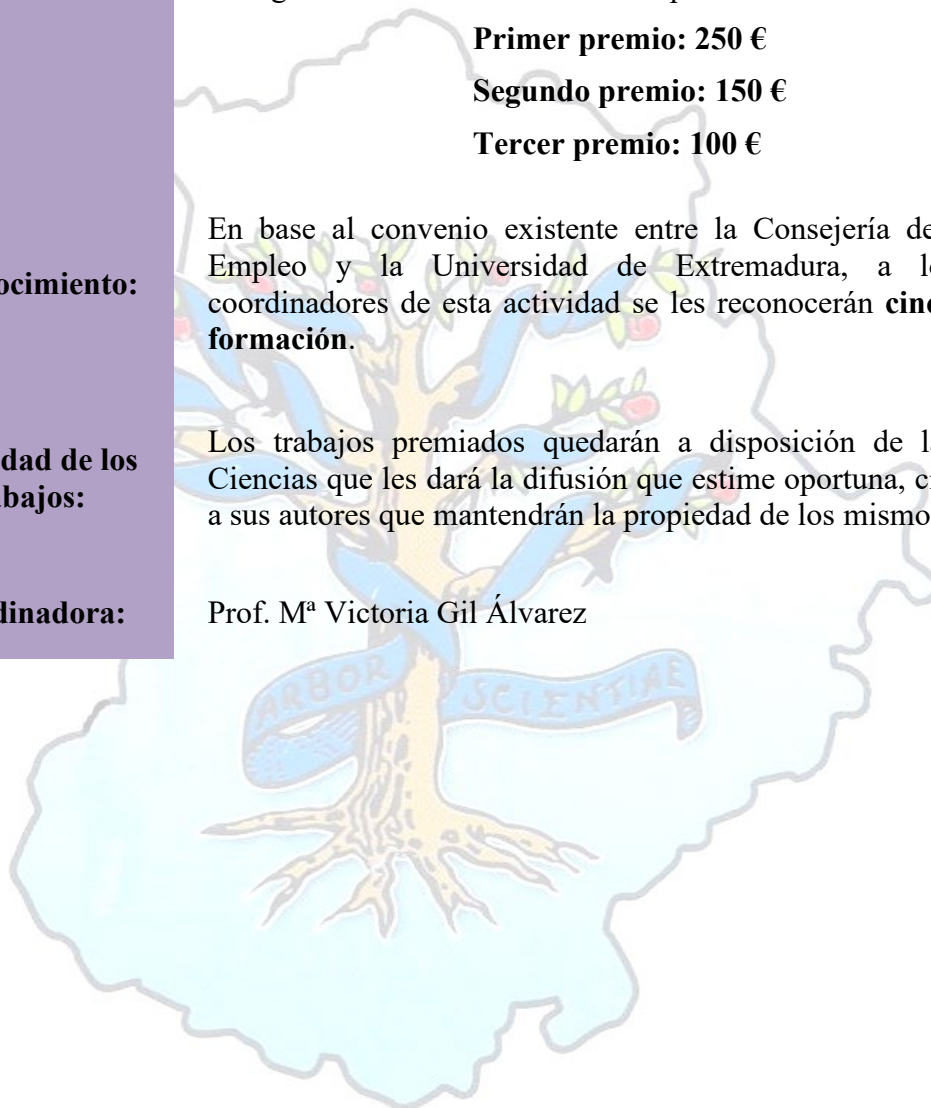 Primer premio: 250 €
Segundo premio: 150 €
Tercer premio: 100 €
ocimiento:
En base al convenio existente entre la Consejería de
Empleo y la Universidad de Extremadura, a l
coordinadores de esta actividad se les reconocerán cinc
formación.
dad de los
bajos:
Los trabajos premiados quedarán a disposición de la
Ciencias que les dará la difusión que estime oportuna, ci
a sus autores que mantendrán la propiedad de los mismo
dinadora:
Prof. Mª Victoria Gil Álvarez
ARBOR SCIENTIAE